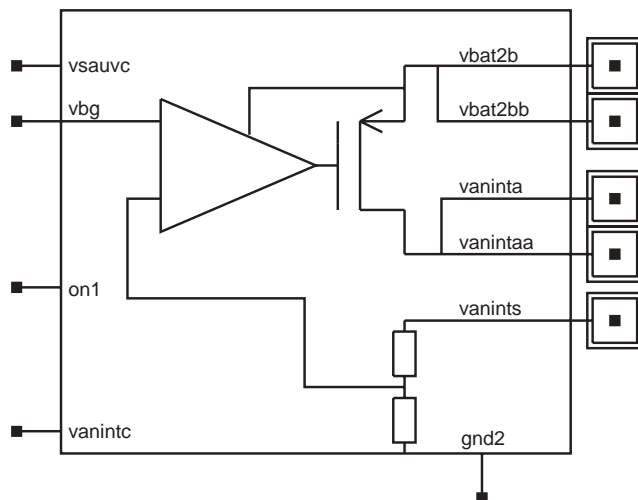 vsauvc
vbat2b
vbg
vbat2bb
vaninta
vanintaa
on1
vanints
vanintc
gnd2